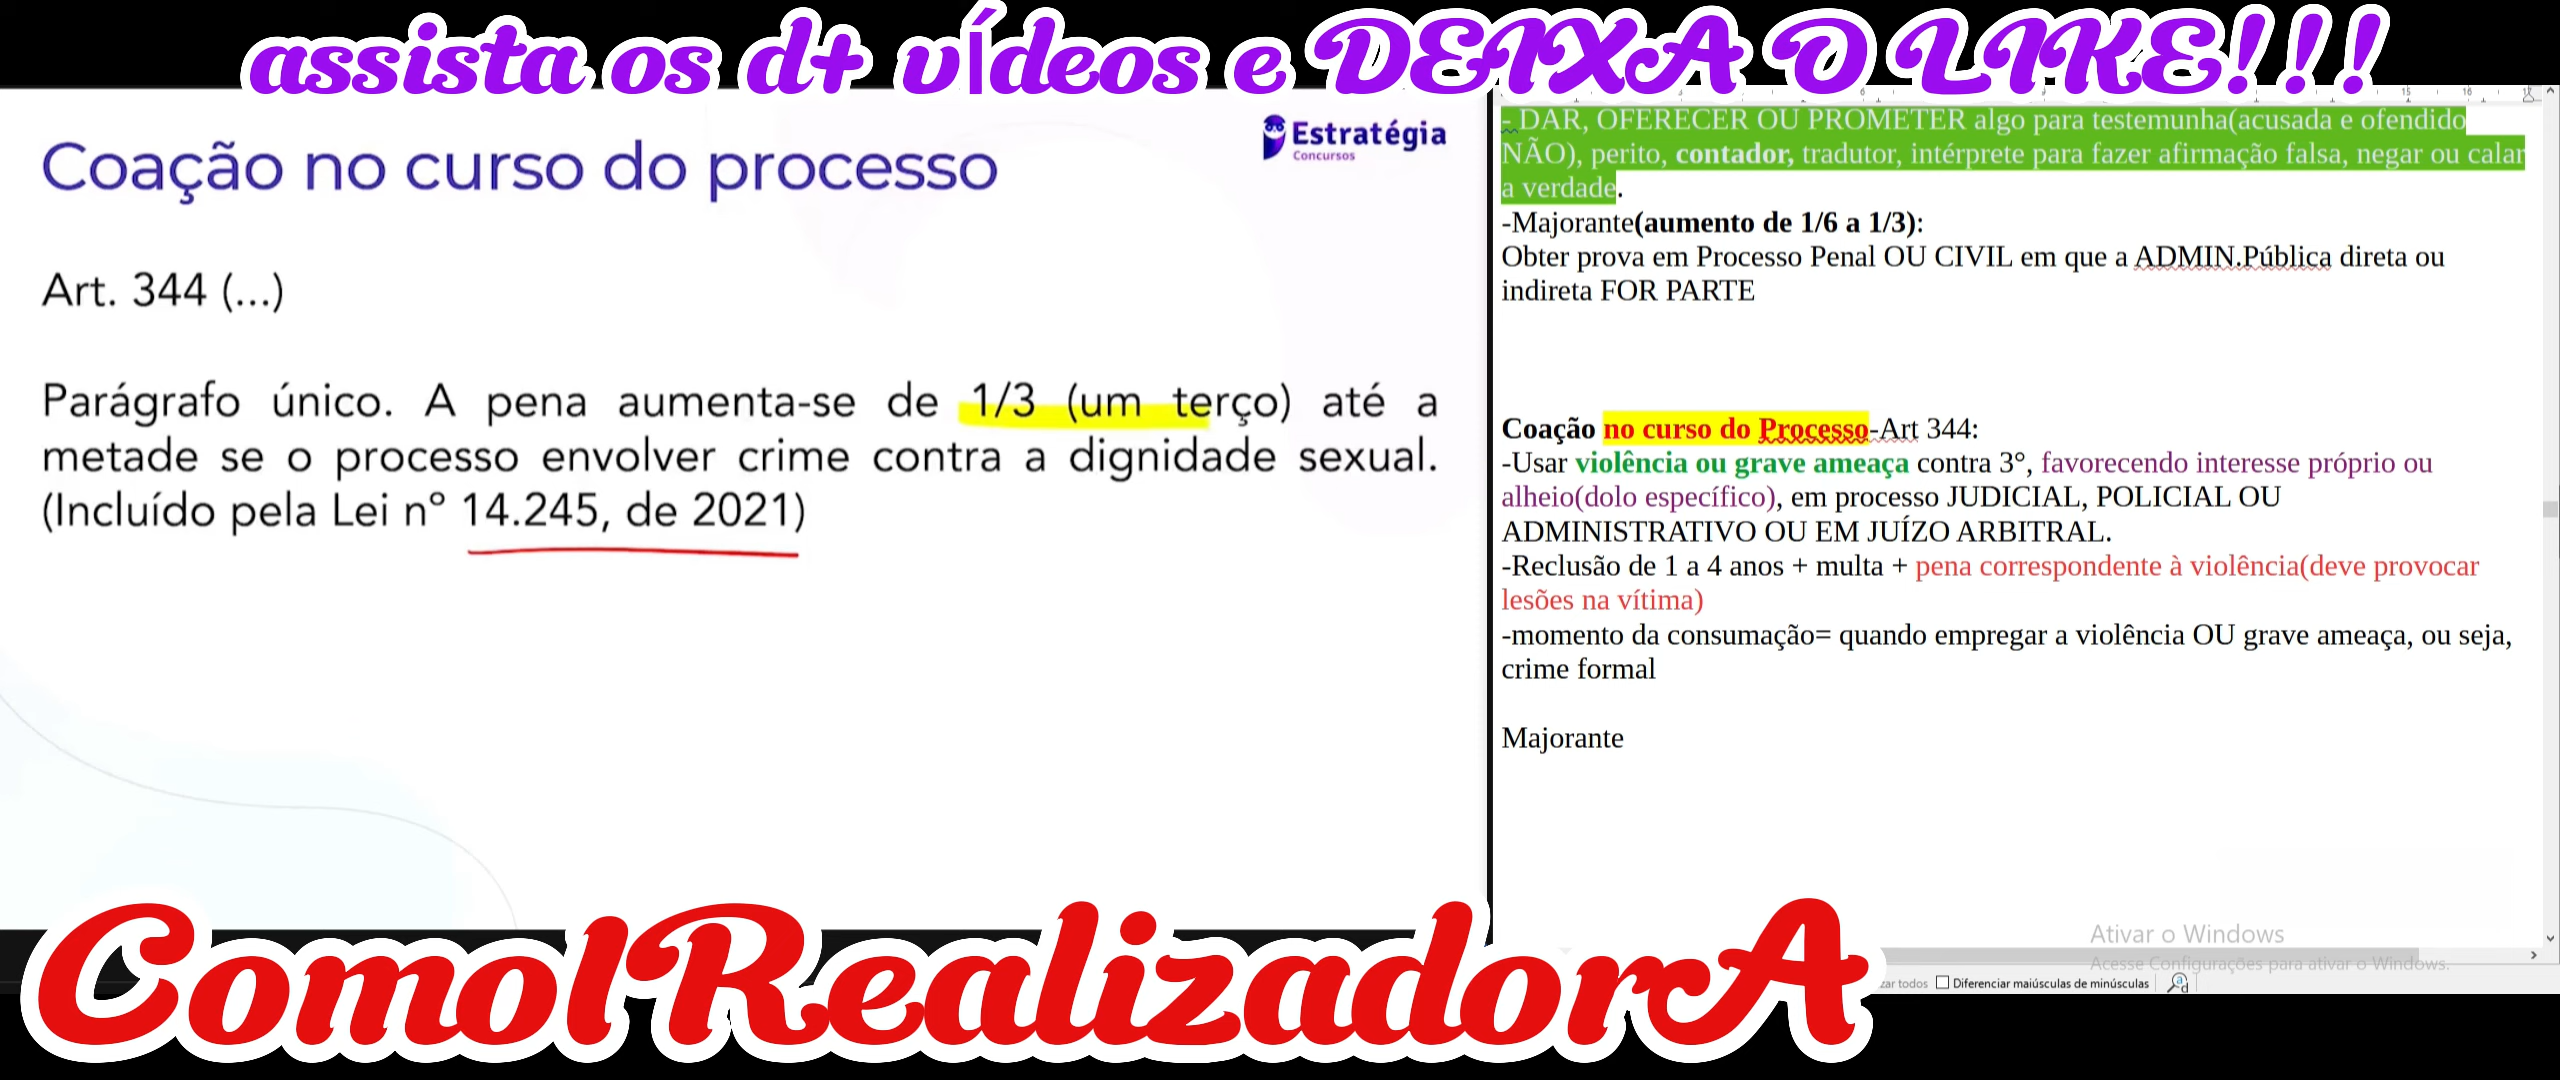 assista os d+ vÍdeos e DEIXA O LIKE!!!
Coação no curso do processo
Estratégia
Concursos
Art. 344 (...)
Parágrafo único. A pena aumenta-se de 1/3 (um terço) até a
metade se o processo envolver crime contra a dignidade sexual.
(Incluído pela Lei nº 14.245, de 2021)
- DAR, OFERECER OU PROMETER algo para testemunha(acusada e ofendido
NÃO), perito, contador, tradutor, intérprete para fazer afirmação falsa, negar ou calar
a verdade.
-Majorante(aumento de 1/6 a 1/3):
Obter prova em Processo Penal OU CIVIL em que a ADMIN.Pública direta ou
indireta FOR PARTE
Coação no curso do Processo-Art 344:
-Usar violência ou grave ameaça contra 3°, favorecendo interesse próprio ou
alheio(dolo específico), em processo JUDICIAL, POLICIAL OU
ADMINISTRATIVO OU EM JUÍZO ARBITRAL.
-Reclusão de 1 a 4 anos + multa + pena correspondente à violência(deve provocar
lesões na vítima)
-momento da consumação= quando empregar a violência OU grave ameaça, ou seja,
crime formal
Majorante
Ativar o Windows
Acesse Configurações para ativar o Windows.
todos Diferenciar maiúsculas de minúsculas
ComolRealizadorA